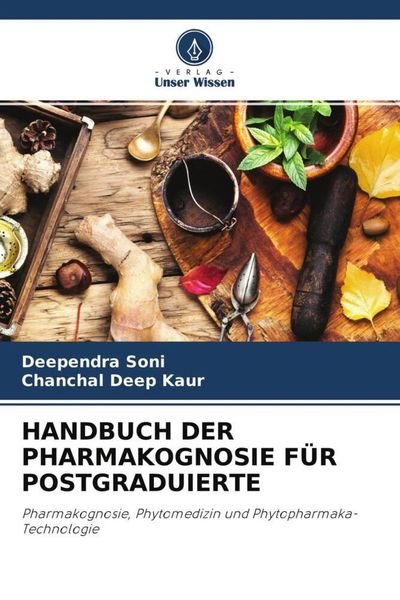 - VERLAG -
Unser Wissen
Deependra Soni
Chanchal Deep Kaur
HANDBUCH DER
PHARMAKOGNOSIE FÜR
POSTGRADUIERTE
Pharmakognosie, Phytomedizin und Phytopharmaka-
Technologie